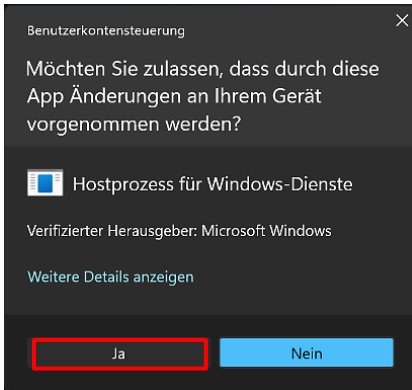 Benutzerkontensteuerung
Möchten Sie zulassen, dass durch diese
App Änderungen an Ihrem Gerät
vorgenommen werden?
Hostprozess für Windows-Dienste
Verifizierter Herausgeber: Microsoft Windows
Weitere Details anzeigen
Ja
Nein